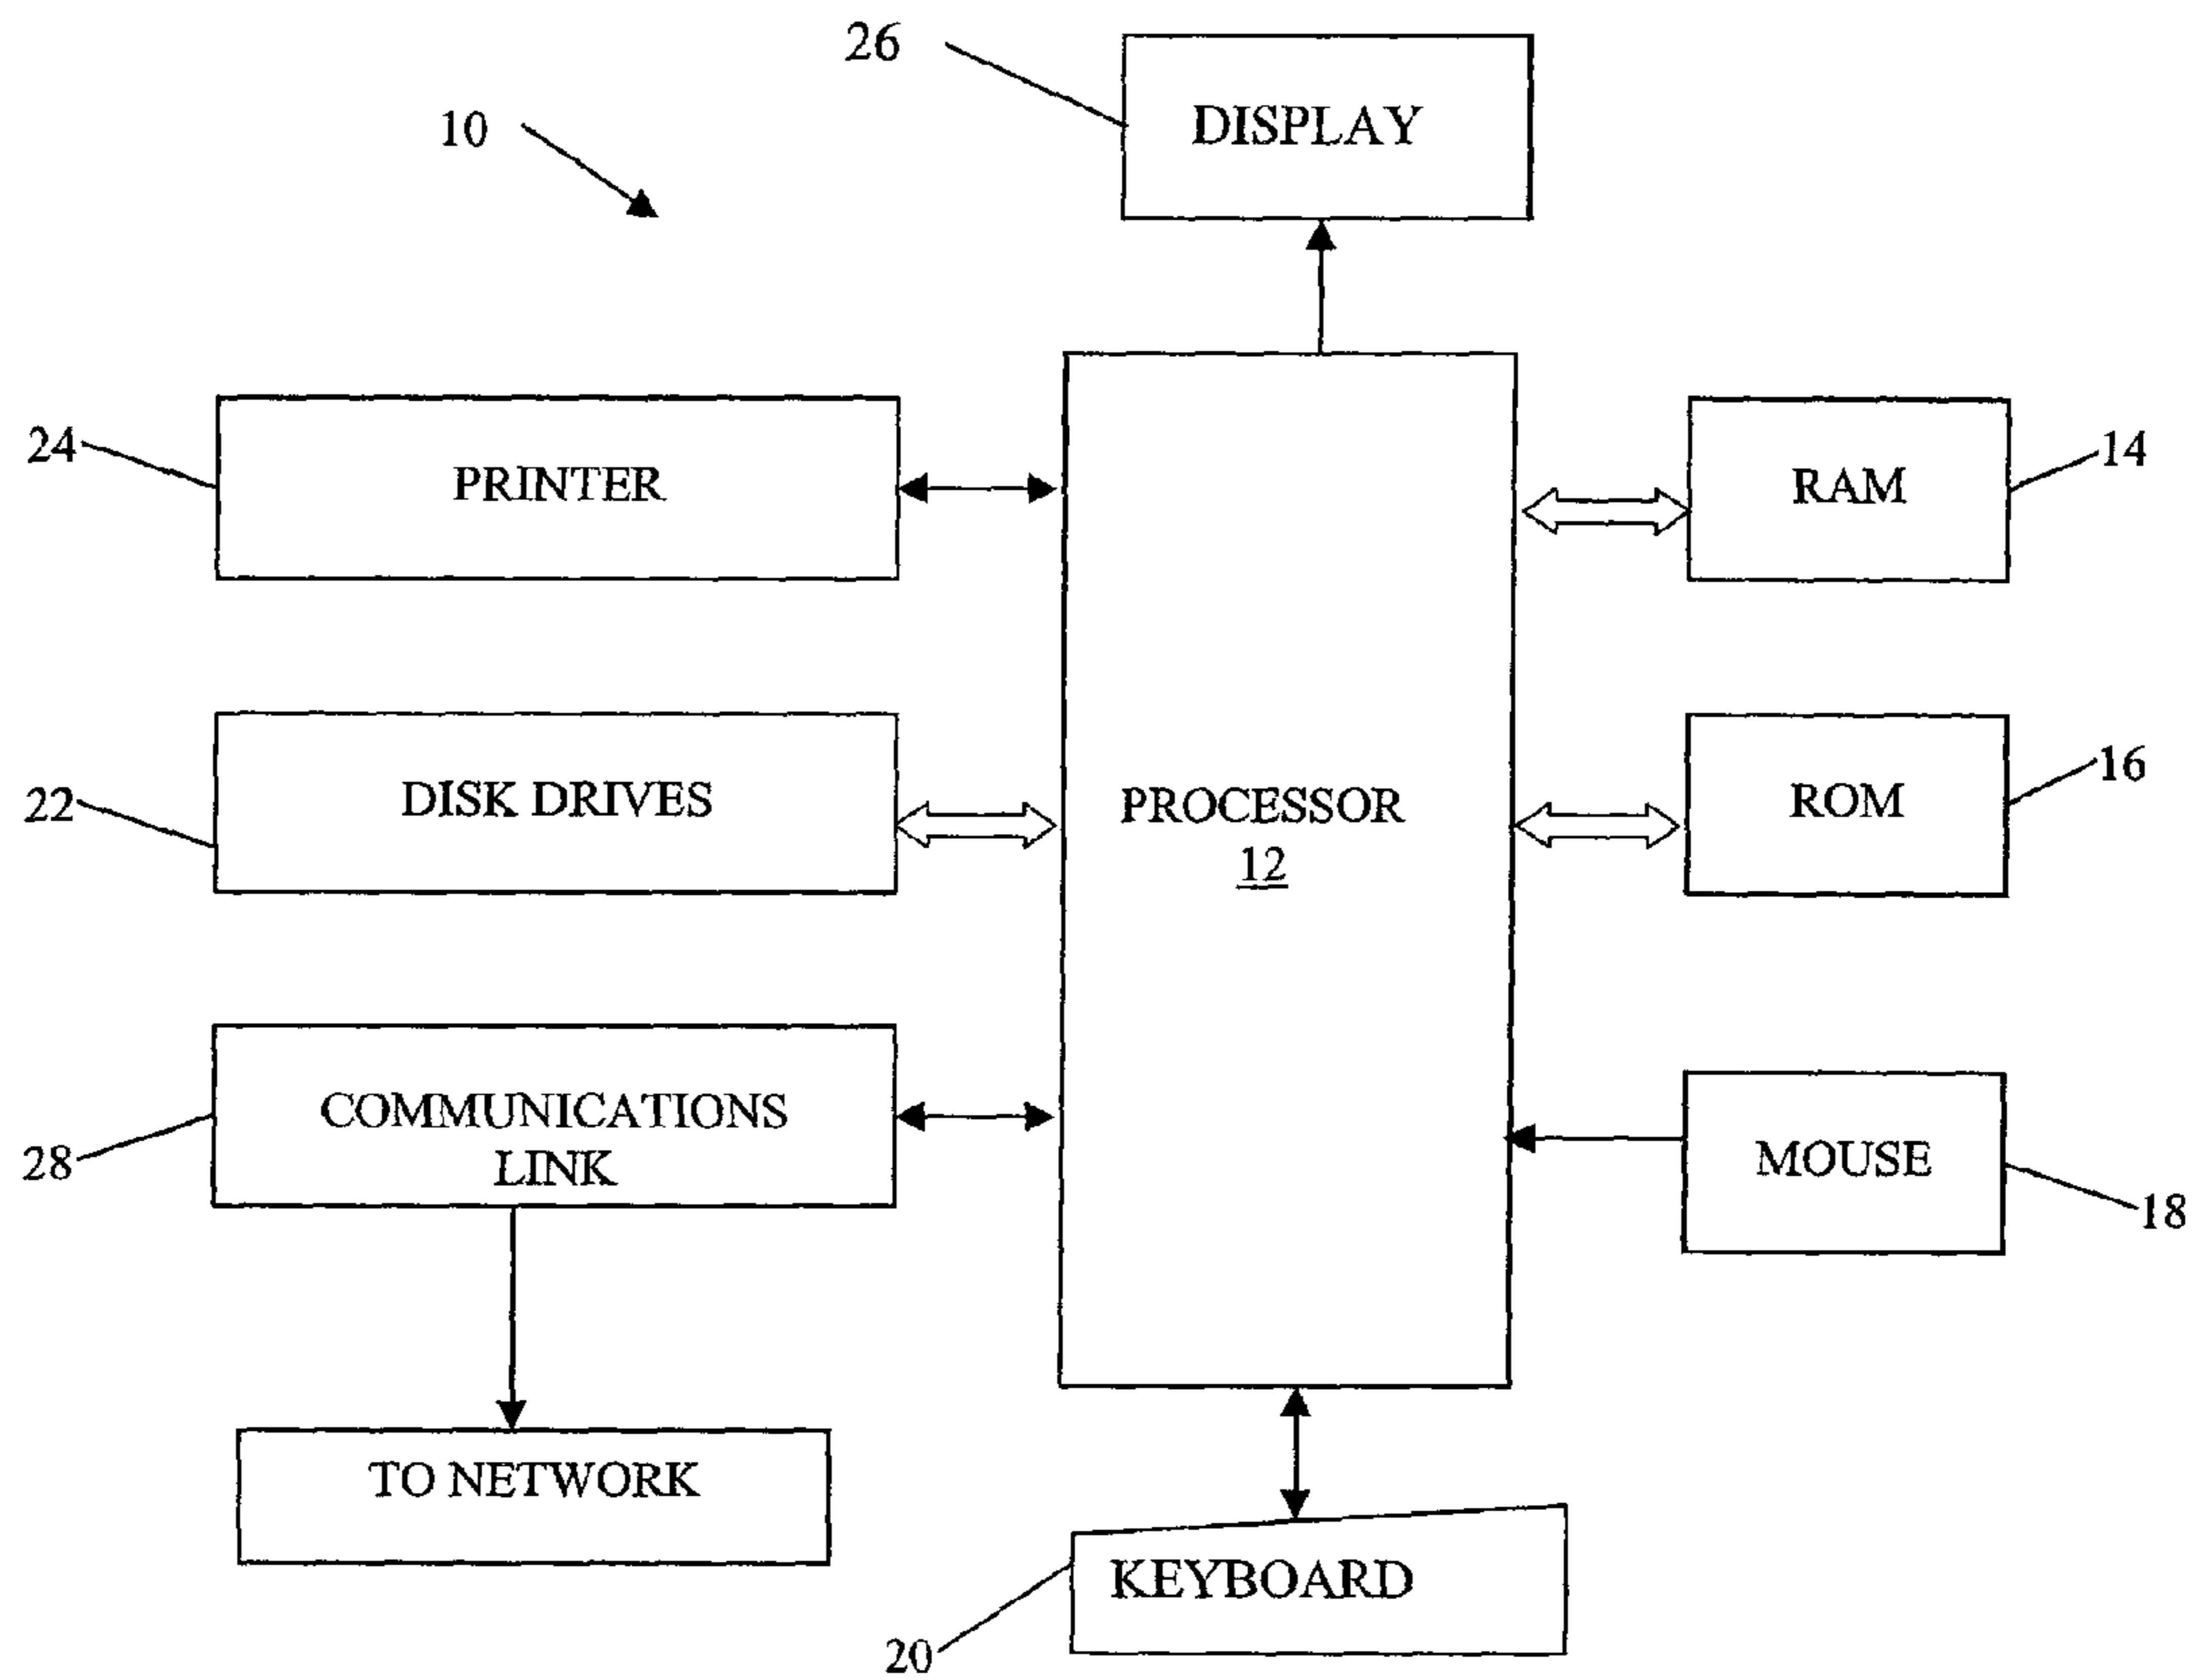 26
DISPLAY
10
24
PRINTER
RAM
14
22
DISK DRIVES
PROCESSOR
12
ROM
16
28
COMMUNICATIONS
LINK
MOUSE
18
TO NETWORK
KEYBOARD
20